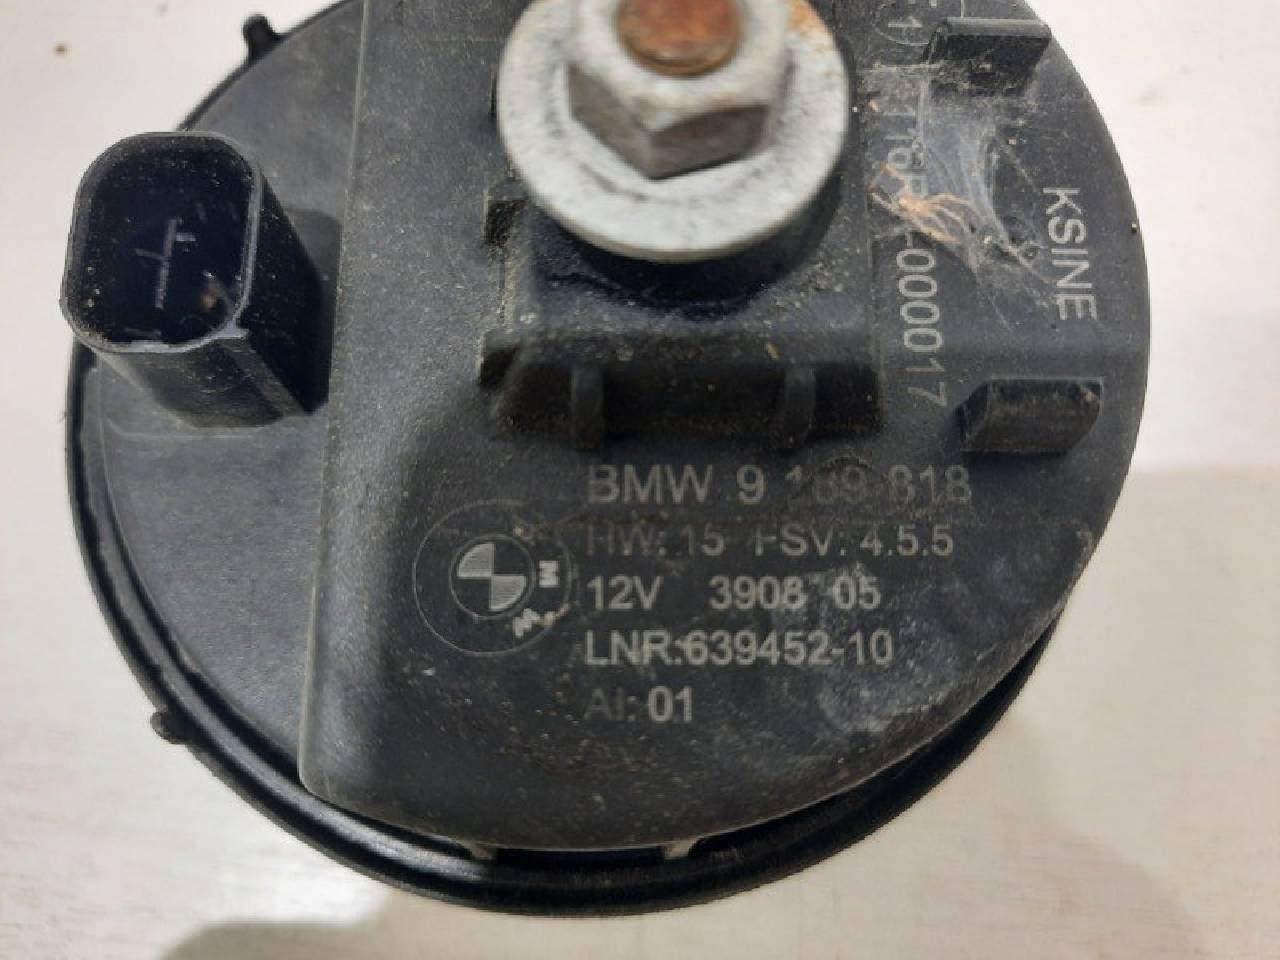 KSINE
BMW 9 189 818
HW: 15 FSV: 4.5.5
12V 3908 05
LNR:639452-10
AI: 01